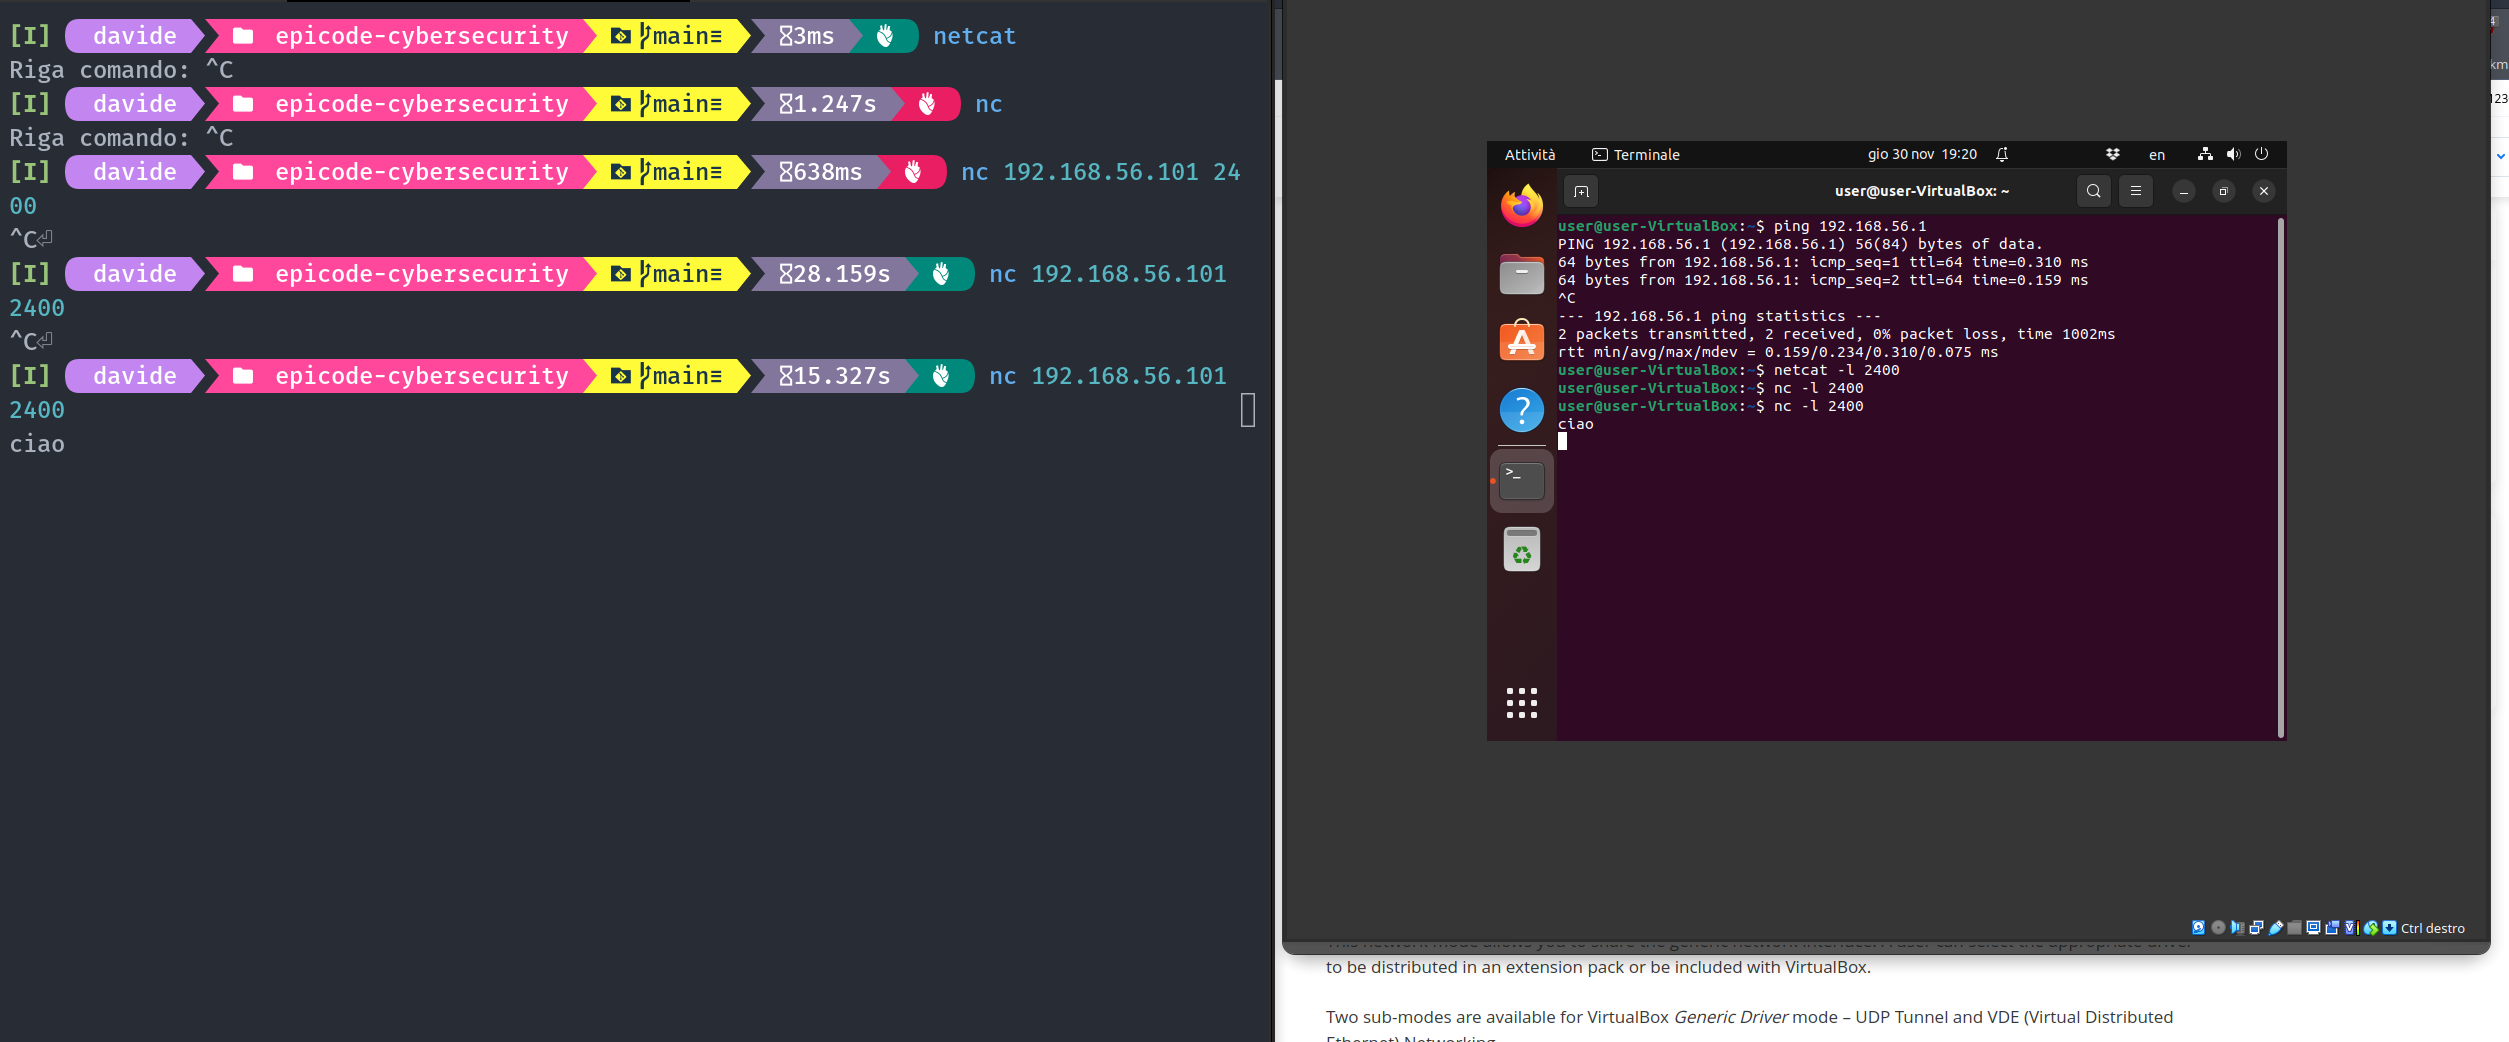 [I] davide epicode-cybersecurity main≡ 3ms netcat
Riga comando: ^C
[I] davide epicode-cybersecurity main≡ 1.247s nc
Riga comando: ^C
[I] davide epicode-cybersecurity main≡ 638ms nc 192.168.56.101 24
00
^C⏎
[I] davide epicode-cybersecurity main≡ 28.159s nc 192.168.56.101
2400
^C⏎
[I] davide epicode-cybersecurity main≡ 15.327s nc 192.168.56.101
2400
ciao
Attività Terminale gio 30 nov 19:20 en
user@user-VirtualBox: ~
user@user-VirtualBox:~$ ping 192.168.56.1
PING 192.168.56.1 (192.168.56.1) 56(84) bytes of data.
64 bytes from 192.168.56.1: icmp_seq=1 ttl=64 time=0.310 ms
64 bytes from 192.168.56.1: icmp_seq=2 ttl=64 time=0.159 ms
^C
--- 192.168.56.1 ping statistics ---
2 packets transmitted, 2 received, 0% packet loss, time 1002ms
rtt min/avg/max/mdev = 0.159/0.234/0.310/0.075 ms
user@user-VirtualBox:~$ netcat -l 2400
user@user-VirtualBox:~$ nc -l 2400
user@user-VirtualBox:~$ nc -l 2400
ciao
Ctrl destro
to be distributed in an extension pack or be included with VirtualBox.
Two sub-modes are available for VirtualBox Generic Driver mode – UDP Tunnel and VDE (Virtual Distributed
Ethernet) Networking
km
123